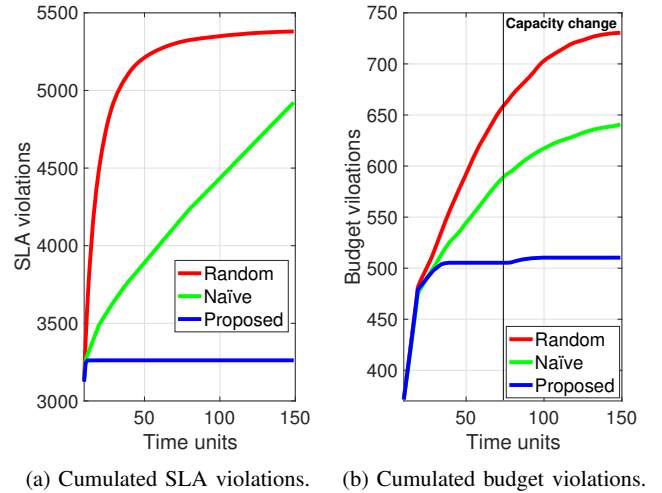 5500
5000
4500
4000
3500
3000
SLA violations
50
100
150
Time units
Random
Naïve
Proposed
(a) Cumulated SLA violations.
Capacity change
750
700
650
600
550
500
450
400
Budget viloations
50
100
150
Time units
Random
Naïve
Proposed
(b) Cumulated budget violations.